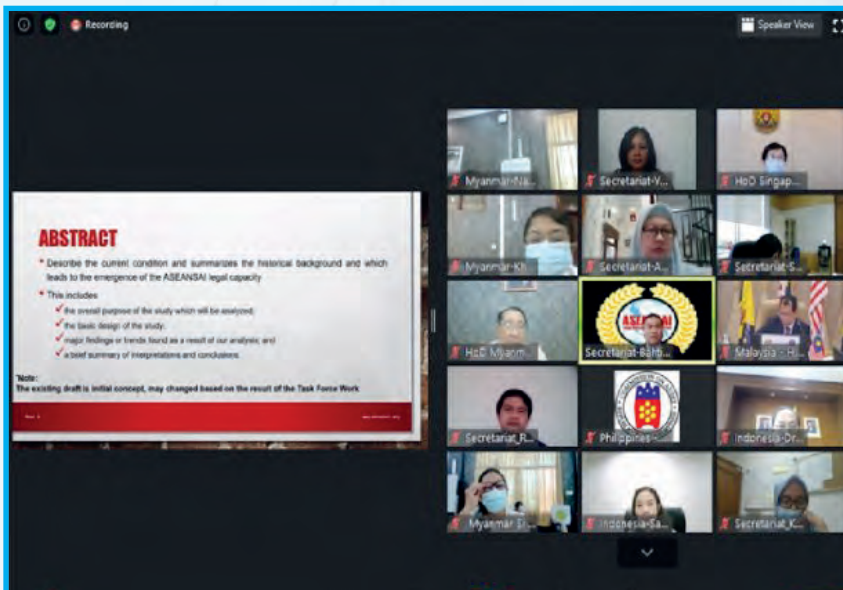 Recording
Speaker View
ABSTRACT
• Describe the current condition and summarizes the historical background and which
leads to the emergence of the ASEANSAI legal capacity
• This includes
✓ the overall purpose of the study which will be analyzed;
✓ the basic design of the study;
✓ major findings or trends found as a result of our analysis; and
✓ a brief summary of interpretations and conclusions.
*Note:
The existing draft is initial concept, may changed based on the result of the Task Force Work
Myanmar-Na...
Secretariat-Y...
HoD Singap...
Myanmar-Kh
Secretariat-A...
Secretariat-S...
HoD Myanm...
ASEANSAI
Secretariat-Bahti...
Malaysia - H...
Secretariat_R...
Philippines -
Indonesia-Dr...
Myanmar Si...
Indonesia-Sa...
Secretariat_K...